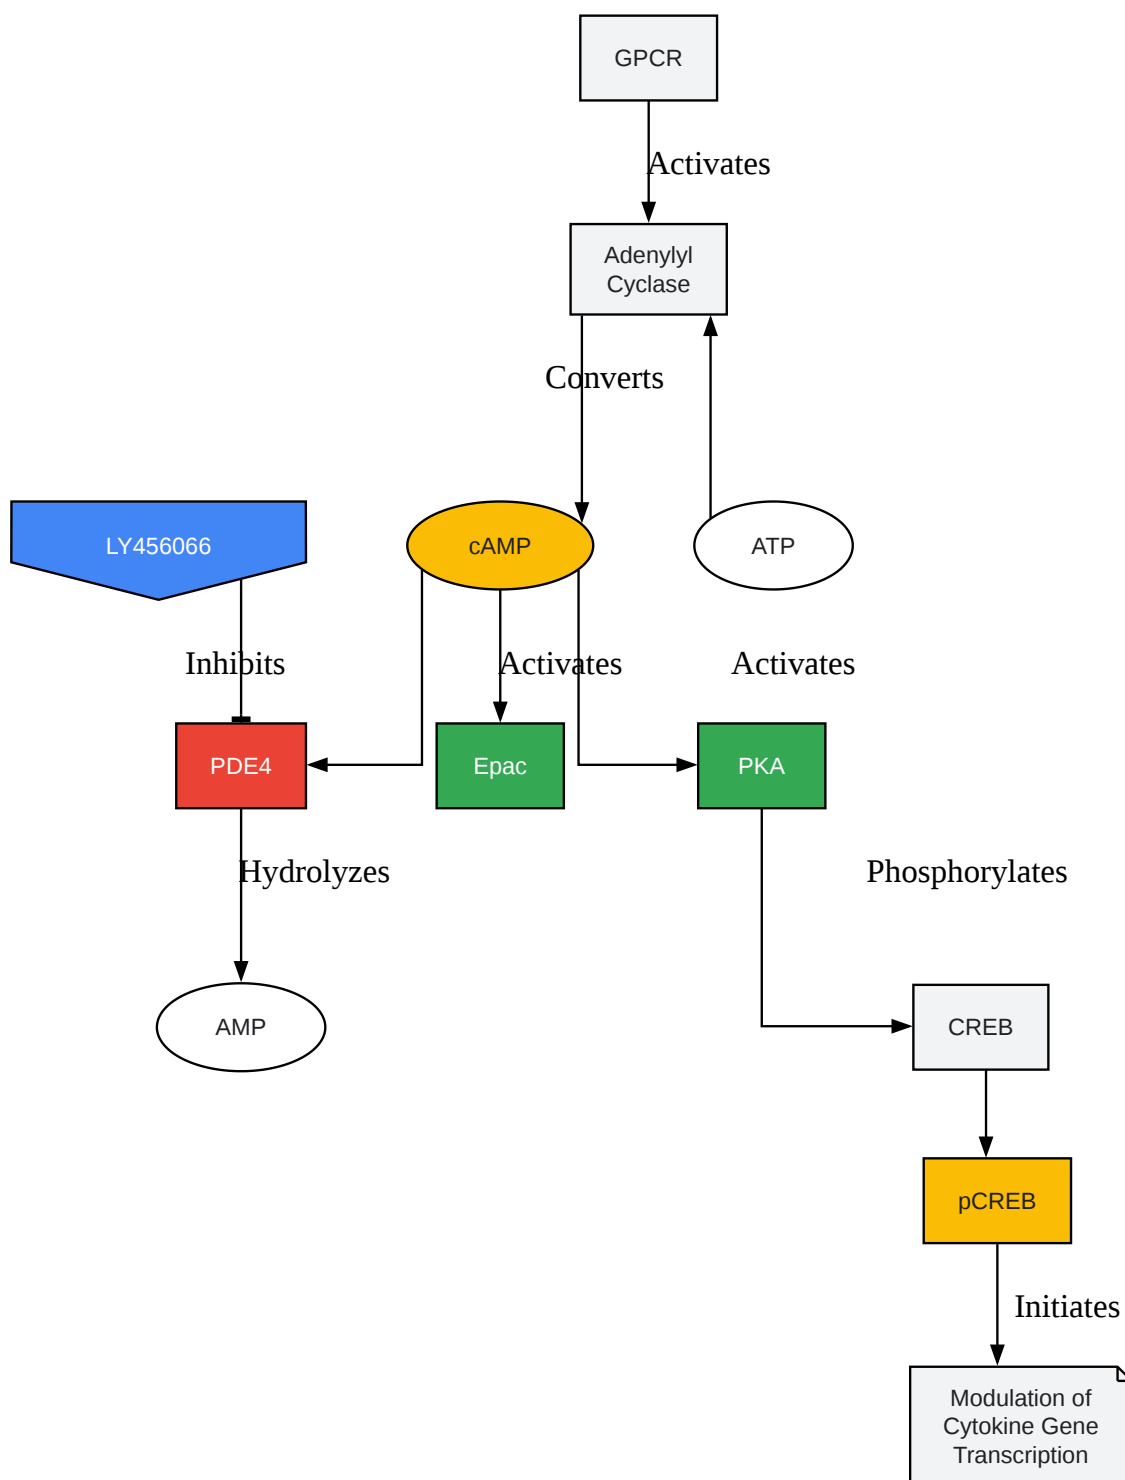 GPCR
Activates
Adenylyl
Cyclase
Converts
LY456066
cAMP
ATP
Inhibits
Activates
Activates
PDE4
Epac
PKA
Hydrolyzes
Phosphorylates
AMP
CREB
pCREB
Initiates
Modulation of
Cytokine Gene
Transcription